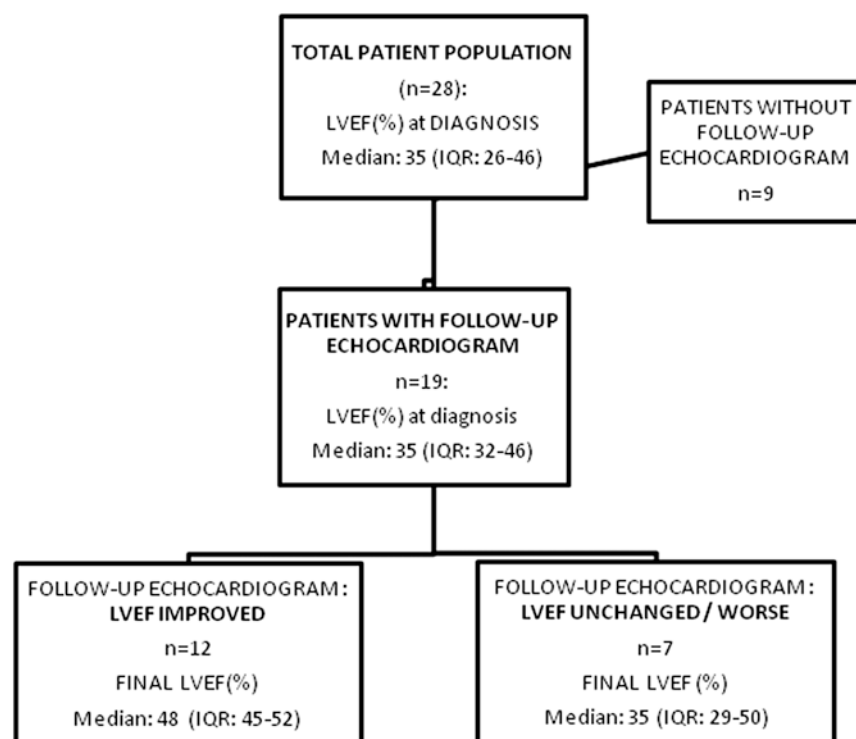 TOTAL PATIENT POPULATION
(n=28):
LVEF(%) at DIAGNOSIS
Median: 35 (IQR: 26-46)
PATIENTS WITHOUT
FOLLOW-UP
ECHOCARDIOGRAM
n=9
PATIENTS WITH FOLLOW-UP
ECHOCARDIOGRAM
n=19:
LVEF(%) at diagnosis
Median: 35 (IQR: 32-46)
FOLLOW-UP ECHOCARDIOGRAM:
LVEF IMPROVED
n=12
FINAL LVEF(%)
Median: 48 (IQR: 45-52)
FOLLOW-UP ECHOCARDIOGRAM:
LVEF UNCHANGED / WORSE
n=7
FINAL LVEF (%)
Median: 35 (IQR: 29-50)